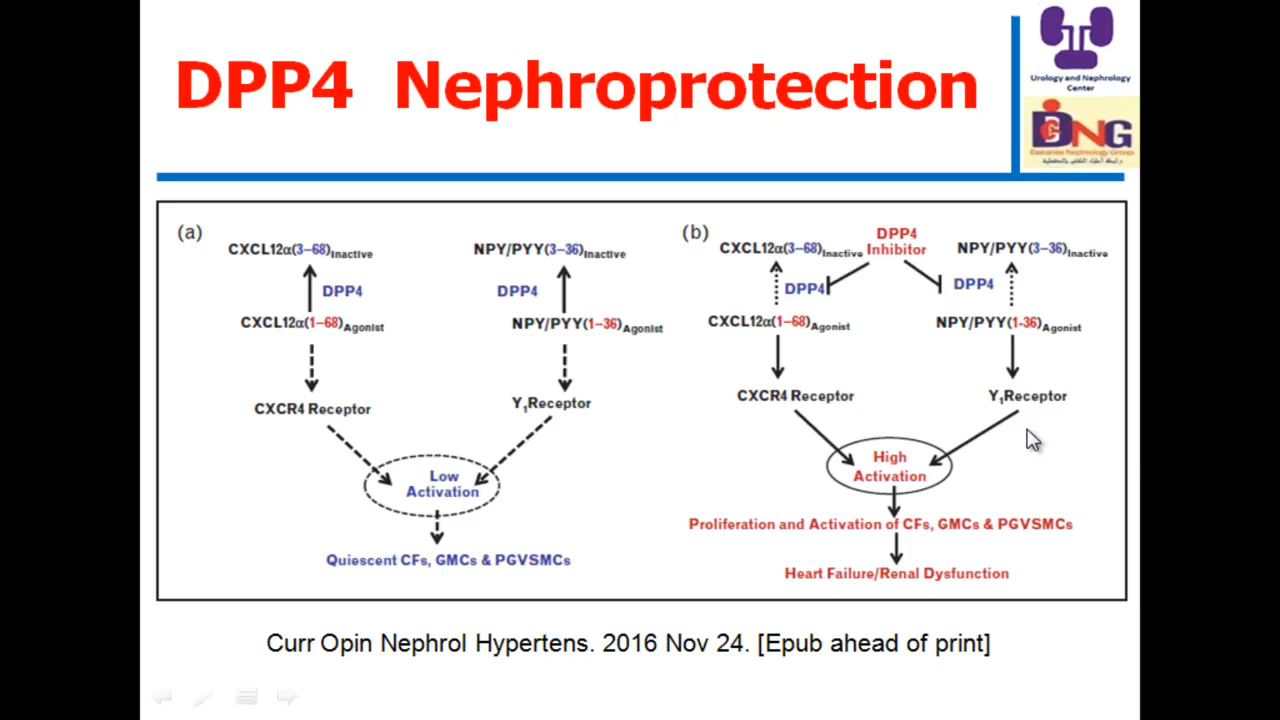 DPP4 Nephroprotection
Urology and Nephrology
Center
DNG
Dakahlia Nephrology Group
(a)
CXCL12α(3–68)Inactive
NPY/PYY(3–36)Inactive
DPP4
DPP4
CXCL12α(1–68)Agonist
NPY/PYY(1–36)Agonist
CXCR4 Receptor
Y1Receptor
Low
Activation
Quiescent CFs, GMCs & PGVSMCs
(b)
DPP4
Inhibitor
CXCL12α(3–68)Inactive
NPY/PYY(3–36)Inactive
DPP4
DPP4
CXCL12α(1–68)Agonist
NPY/PYY(1-36)Agonist
CXCR4 Receptor
Y1Receptor
High
Activation
Proliferation and Activation of CFs, GMCs & PGVSMCs
Heart Failure/Renal Dysfunction
Curr Opin Nephrol Hypertens. 2016 Nov 24. [Epub ahead of print]